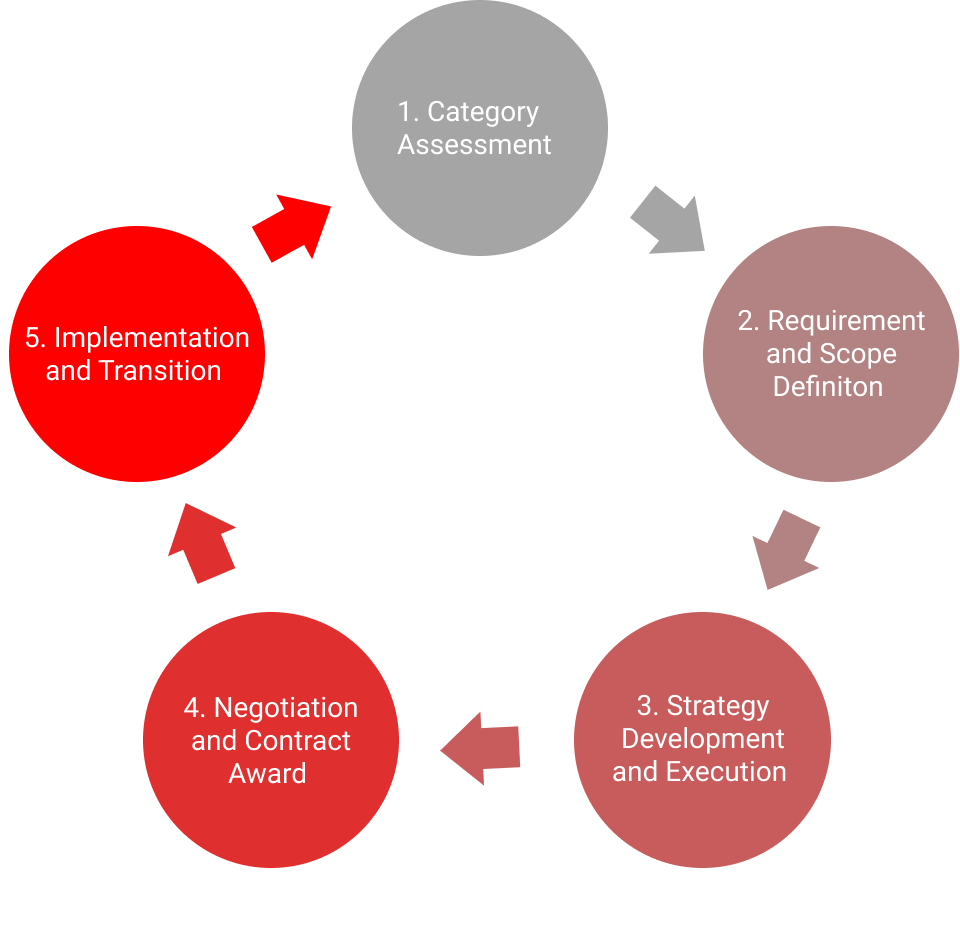 1. Category
Assessment
2. Requirement
and Scope
Definiton
3. Strategy
Development
and Execution
4. Negotiation
and Contract
Award
5. Implementation
and Transition